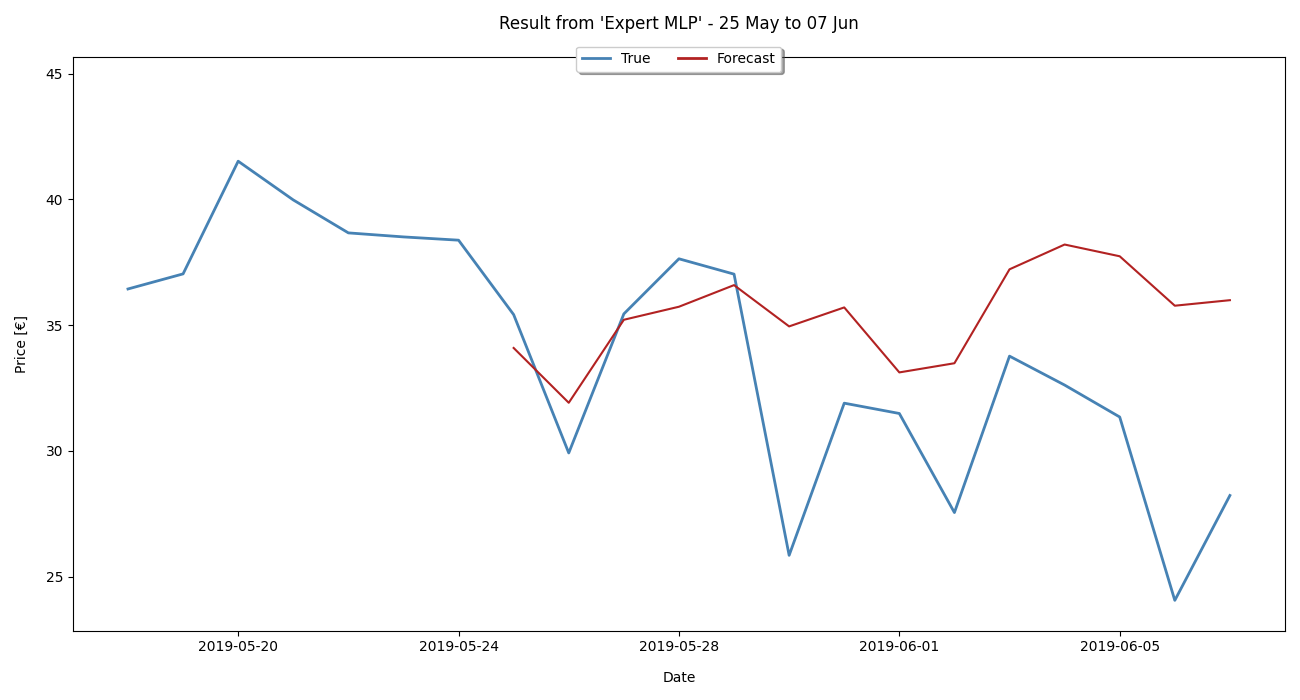 Result from 'Expert MLP' - 25 May to 07 Jun
True Forecast
45
40
35
30
25
Price [€]
2019-05-20 2019-05-24 2019-05-28 2019-06-01 2019-06-05
Date